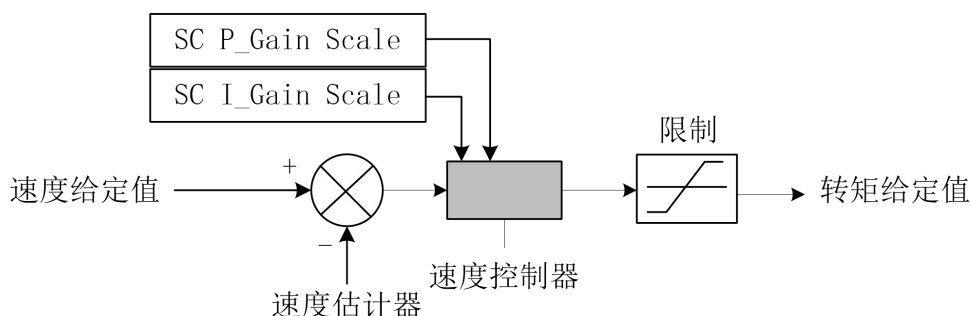 SC P_Gain Scale
SC I_Gain Scale
限制
+
速度给定值
转矩给定值
−
速度控制器
速度估计器